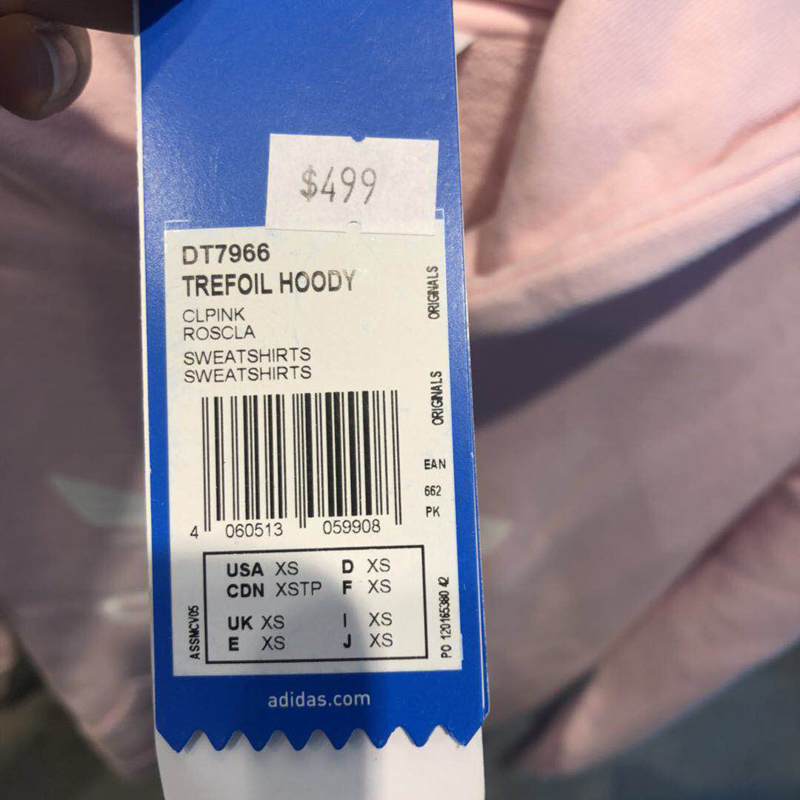 $499
DT7966
TREFOIL HOODY
CLPINK
ROSCLA
SWEATSHIRTS
SWEATSHIRTS
ORIGINALS
ORIGINALS
EAN
662
PK
4 060513 059908
USA XS D XS
CDN XSTP F XS
UK XS I XS
E XS J XS
ASSMCV05
PO 0120165380 42
adidas.com